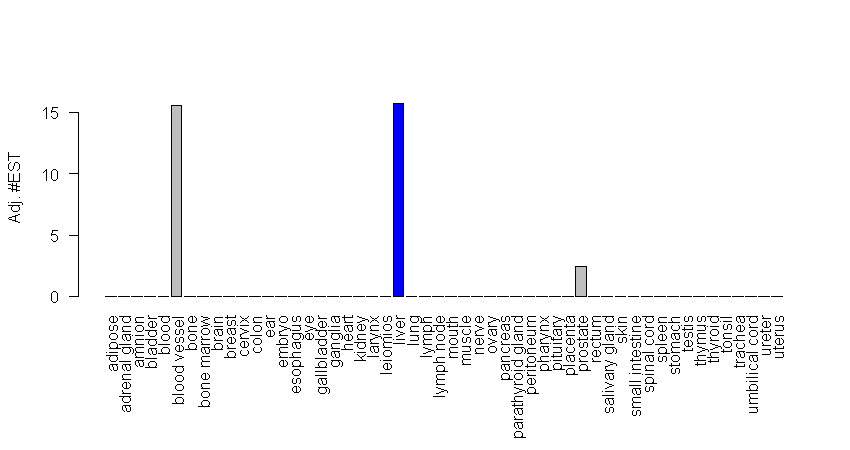 Adj. #EST
15
10
5
0
adipose
adrenal gland
amnion
bladder
blood
blood vessel
bone
bone marrow
brain
breast
cervix
colon
ear
embryo
esophagus
eye
gallbladder
ganglia
heart
kidney
larynx
leiomios
liver
lung
lymph
lymph node
mouth
muscle
nerve
ovary
pancreas
parathyroid gland
peritoneum
pharynx
pituitary
placenta
prostate
rectum
salivary gland
skin
small intestine
spinal cord
spleen
stomach
testis
thymus
thyroid
tonsil
trachea
umbilical cord
ureter
uterus